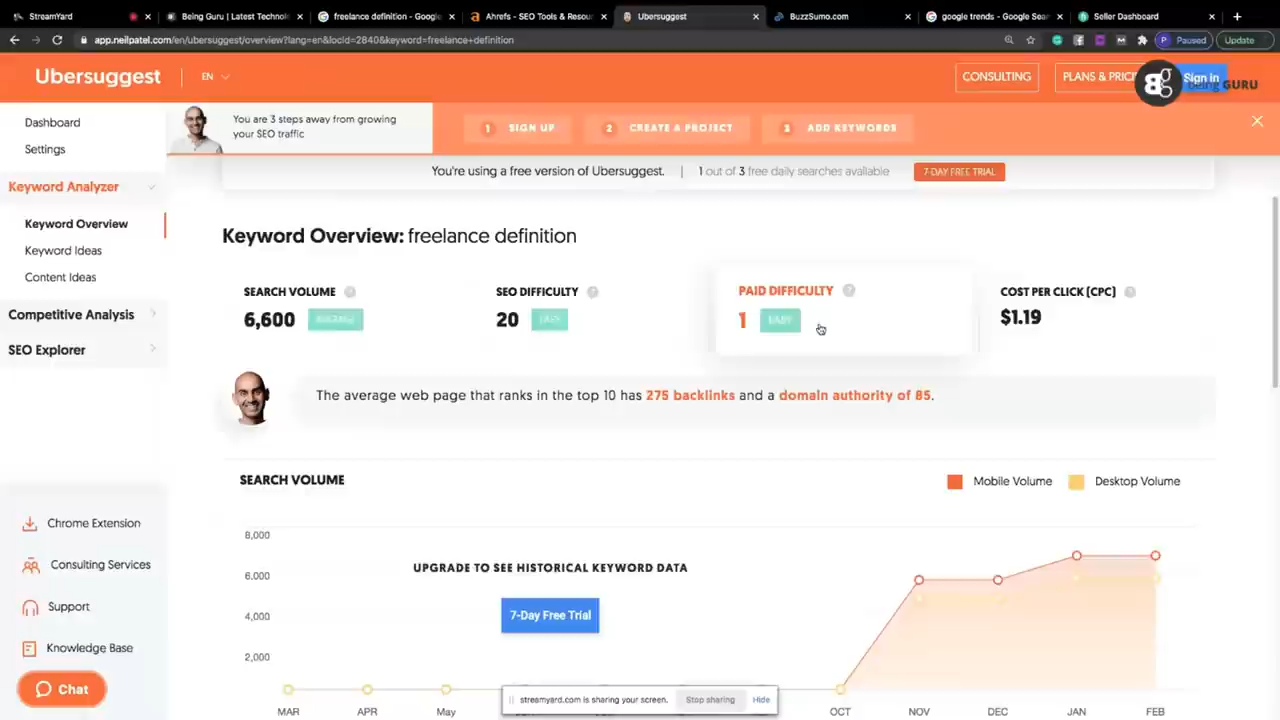 StreamYard
Being Guru | Latest Technol
freelance definition - Google
Ahrefs - SEO Tools & Resou
Ubersuggest
BuzzSumo.com
google trends - Google Sear
Seller Dashboard
app.neilpatel.com/en/ubersuggest/overview?lang=en&locId=2840&keyword=freelance+definition
P Paused
Update
Ubersuggest
EN
CONSULTING
PLANS & PRICI
Sign in
Being GURU
Dashboard
Settings
Keyword Analyzer
Keyword Overview
Keyword Ideas
Content Ideas
Competitive Analysis
SEO Explorer
Chrome Extension
Consulting Services
Support
Knowledge Base
Chat
You are 3 steps away from growing
your SEO traffic
1 SIGN UP
2 CREATE A PROJECT
3 ADD KEYWORDS
You're using a free version of Ubersuggest. | 1 out of 3 free daily searches available
7-DAY FREE TRIAL
Keyword Overview: freelance definition
SEARCH VOLUME ?
6,600
SEO DIFFICULTY ?
20 EASY
PAID DIFFICULTY ?
1 EASY
COST PER CLICK (CPC) ?
$1.19
The average web page that ranks in the top 10 has 275 backlinks and a domain authority of 85.
SEARCH VOLUME
Mobile Volume
Desktop Volume
8,000
6,000
4,000
2,000
UPGRADE TO SEE HISTORICAL KEYWORD DATA
7-Day Free Trial
streamyard.com is sharing your screen.
Stop sharing
Hide
MAR
APR
May
OCT
NOV
DEC
JAN
FEB